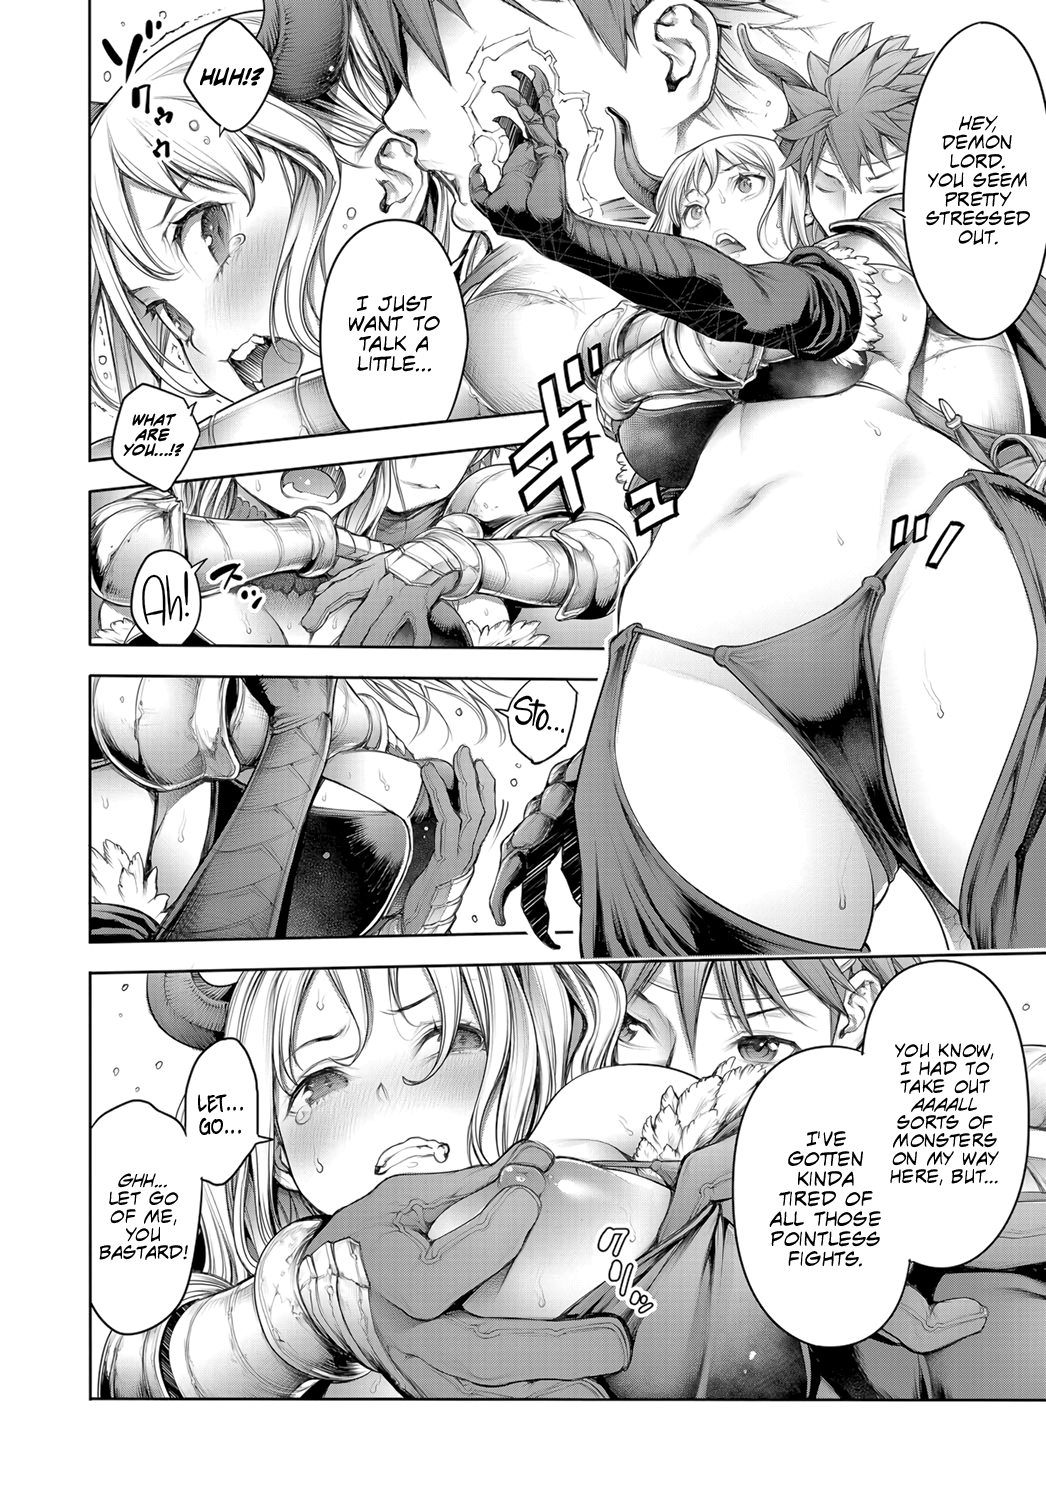 HEY,
DEMON
LORD.
YOU SEEM
PRETTY
STRESSED
OUT.
HUH!?
I JUST
WANT TO
TALK A
LITTLE...
WHAT
ARE
YOU...!?
ギュ
Ah!
STO...
YOU KNOW,
I HAD TO
TAKE OUT
AAAALL
SORTS OF
MONSTERS
ON MY WAY
HERE, BUT...
I'VE
GOTTEN
KINDA
TIRED OF
ALL THOSE
POINTLESS
FIGHTS.
LET...
GO...
GHH...
LET GO
OF ME,
YOU
BASTARD!